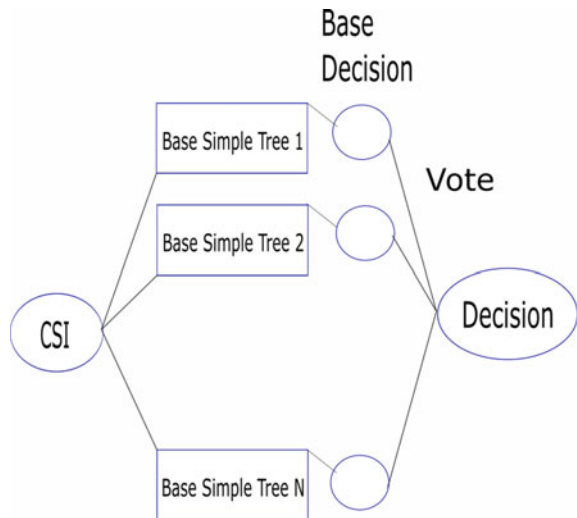 Base
Decision
Base Simple Tree 1
Vote
Base Simple Tree 2
CSI
Decision
Base Simple Tree N